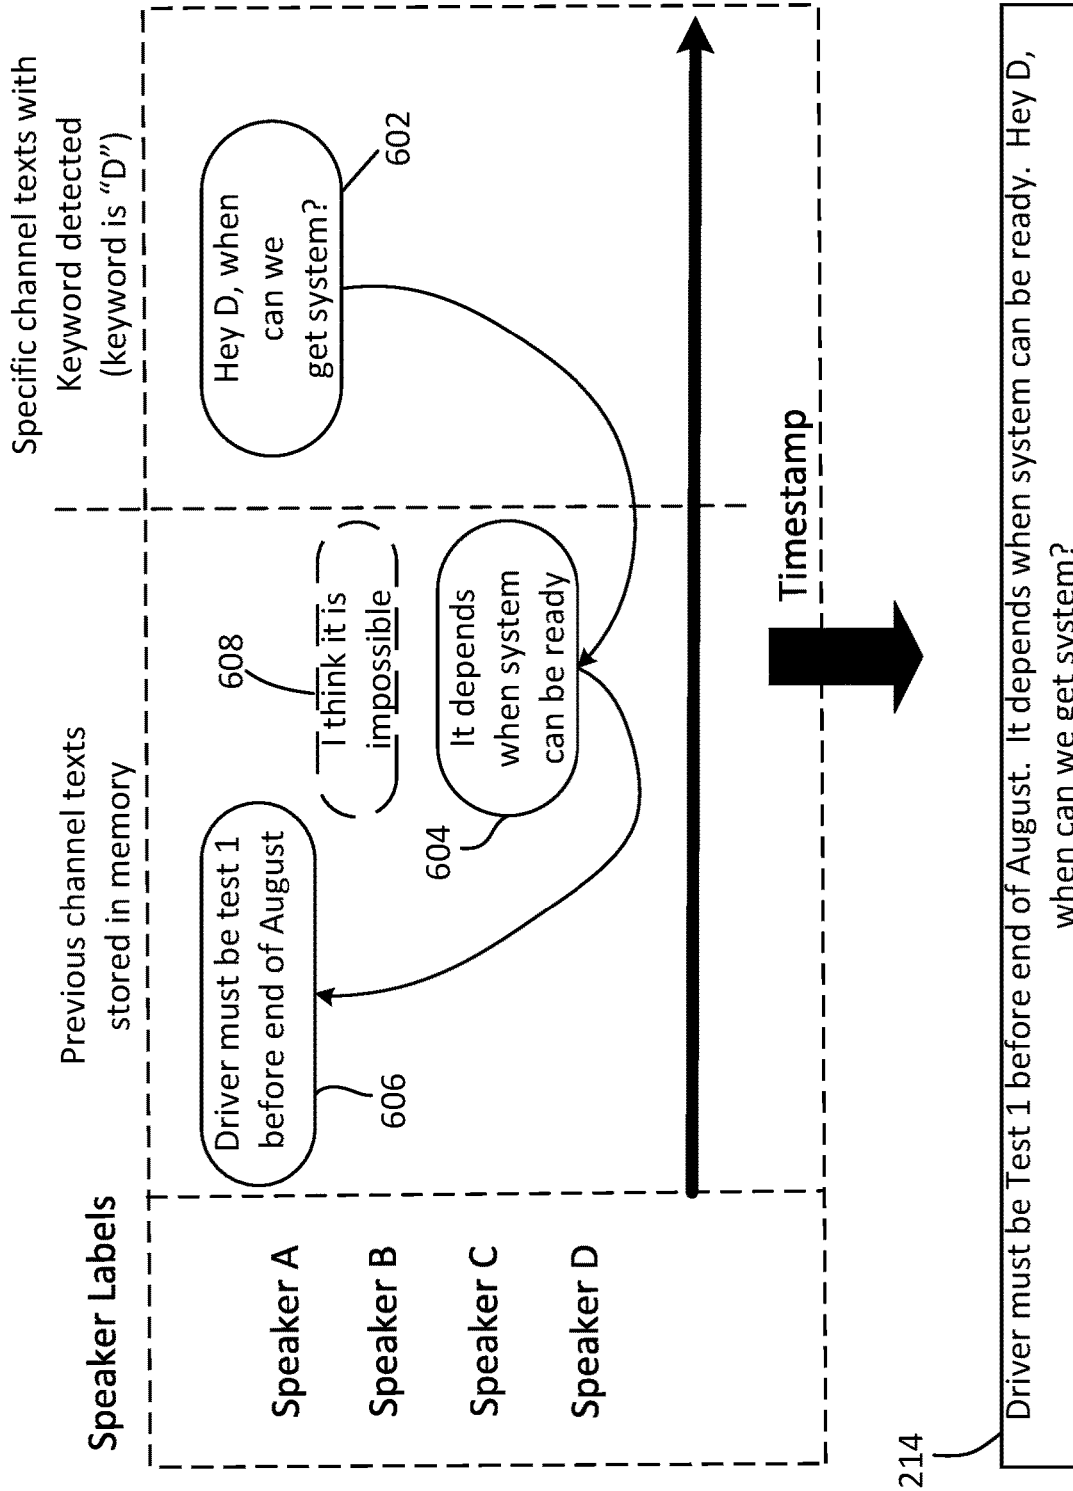 Speaker Labels
Previous channel texts
stored in memory
Specific channel texts with
Keyword detected
(keyword is “D”)
Speaker A
Speaker B
Speaker C
Speaker D
Driver must be test 1
before end of August
606
608
I think it is
impossible
604
It depends
when system
can be ready
Hey D, when
can we
get system?
602
Timestamp
214
Driver must be Test 1 before end of August. It depends when system can be ready. Hey D,
when can we get system?